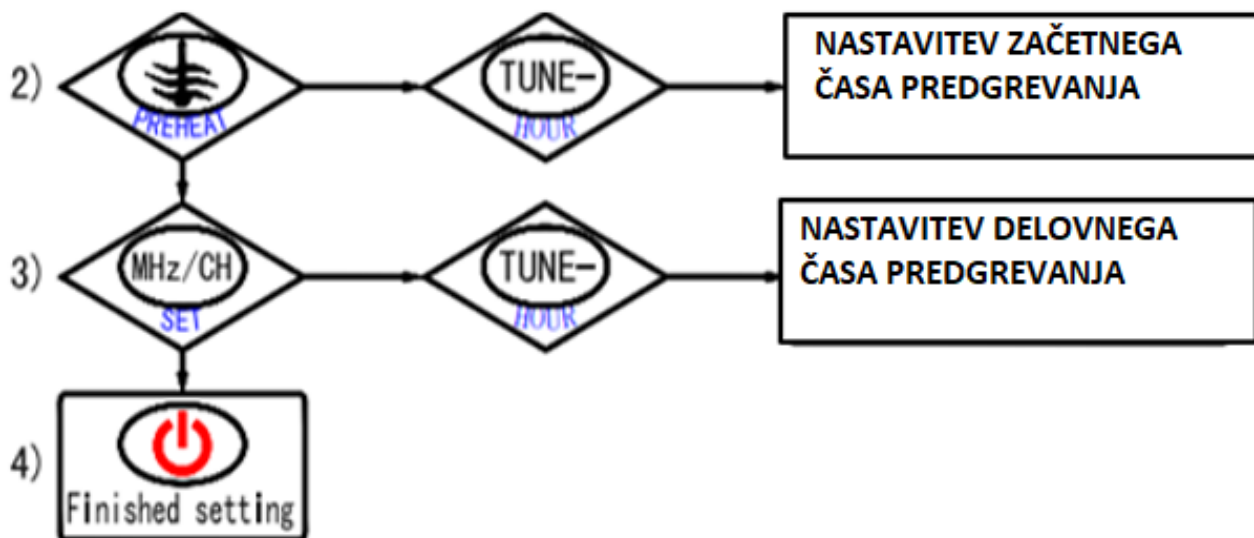 2)
PREHEAT
TUNE-
HOUR
NASTAVITEV ZAČETNEGA
ČASA PREDGREVANJA
3)
MHz/CH
SET
TUNE-
HOUR
NASTAVITEV DELOVNEGA
ČASA PREDGREVANJA
4)
Finished setting